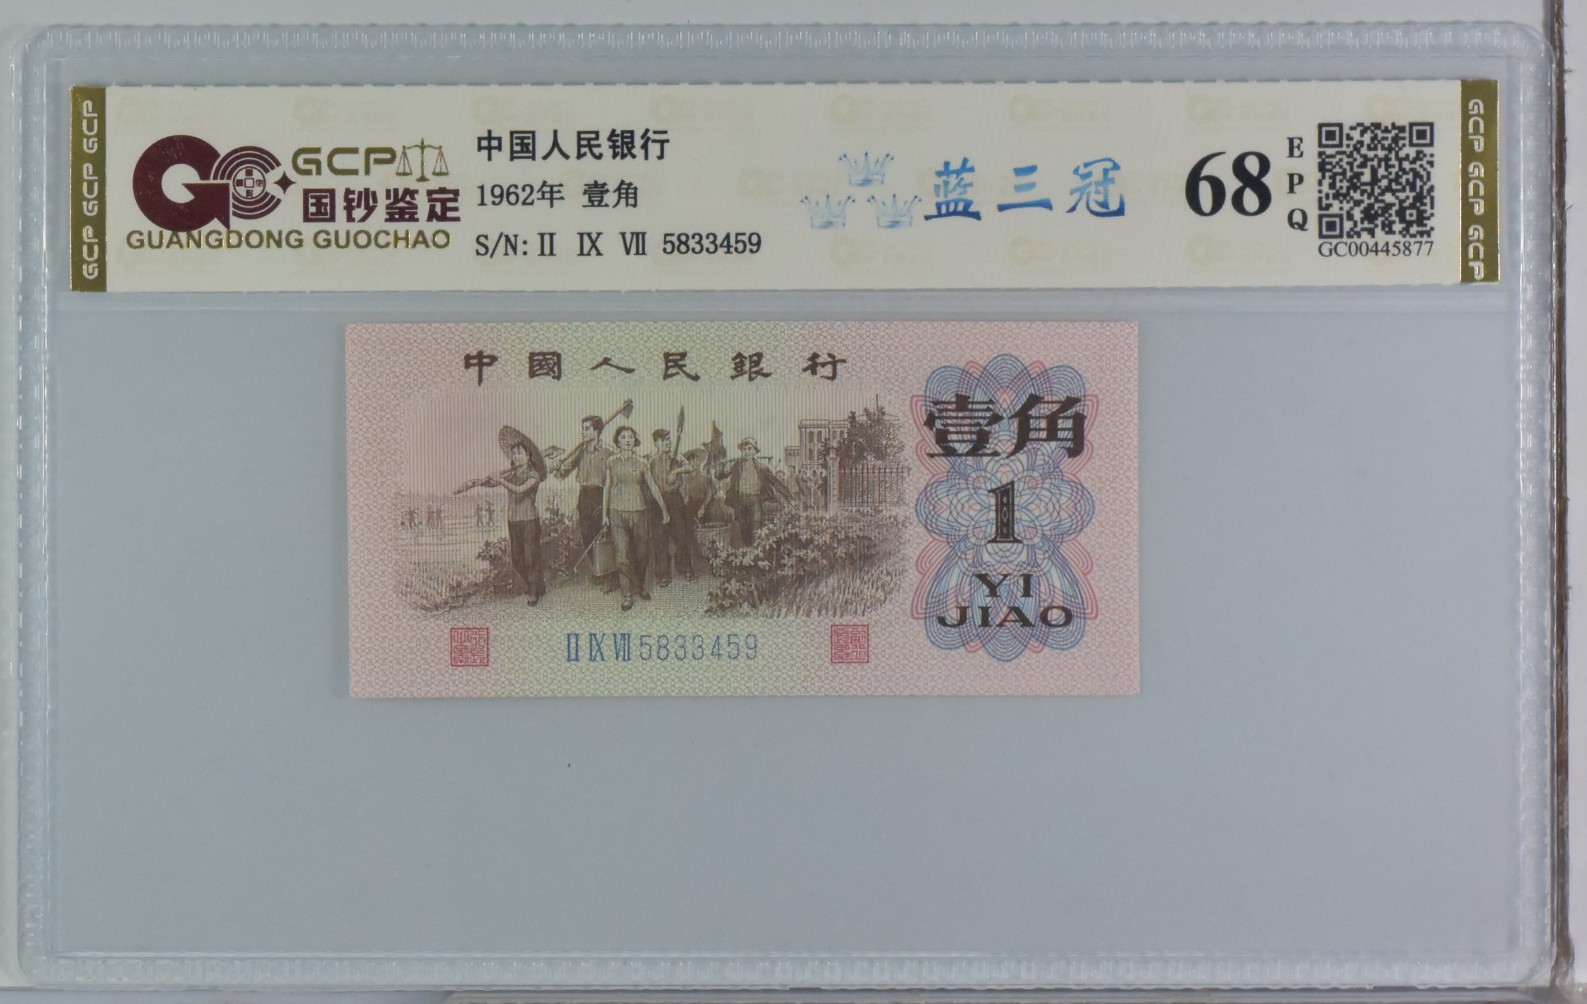 GCP GCP GCP
GCP
国钞鉴定
GUANGDONG GUOCHAO
中国人民银行
1962年 壹角
S/N: II IX VII 5833459
蓝三冠
68
EPQ
GC00445877
GCP GCP GCP
中國人民銀行
壹角
1
YI
JIAO
II IX VII 5833459